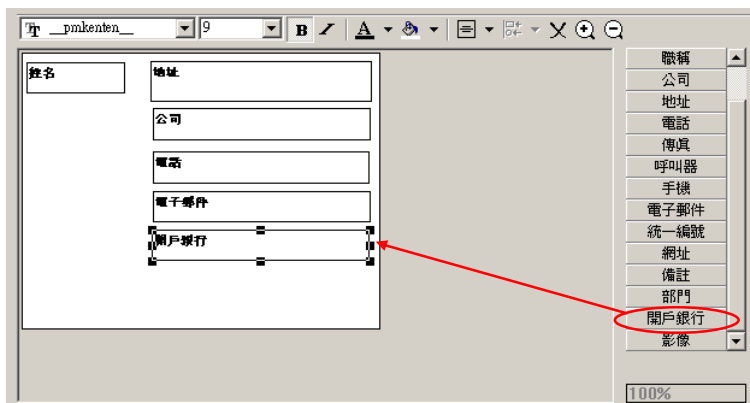 __pmkenten__ 9 B A
姓名
地址
公司
電話
電子郵件
開戶銀行
職稱
公司
地址
電話
傳真
呼叫器
手機
電子郵件
統一編號
網址
備註
部門
開戶銀行
影像
100%